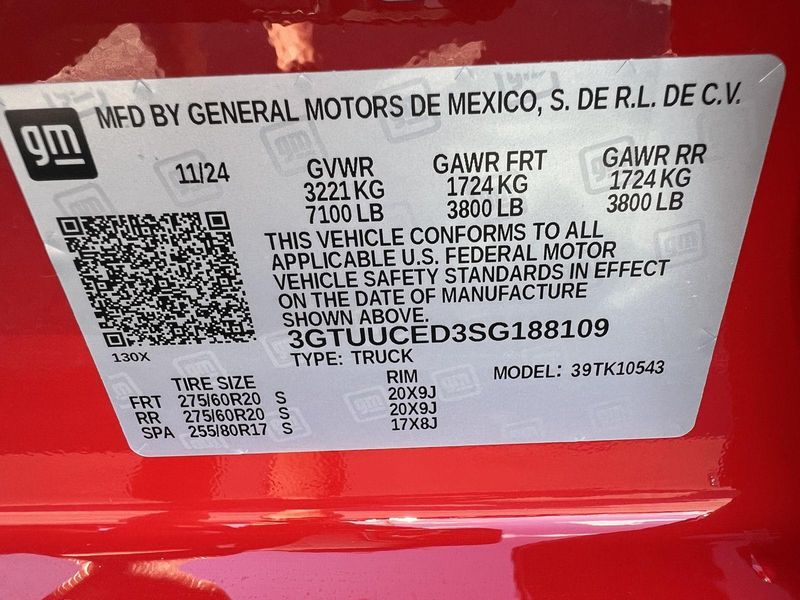 gm
MFD BY GENERAL MOTORS DE MEXICO, S. DE R.L. DE C.V.
11/24 GVWR GAWR FRT GAWR RR
3221 KG 1724 KG 1724 KG
7100 LB 3800 LB 3800 LB
THIS VEHICLE CONFORMS TO ALL
APPLICABLE U.S. FEDERAL MOTOR
VEHICLE SAFETY STANDARDS IN EFFECT
ON THE DATE OF MANUFACTURE
SHOWN ABOVE.
3GTUUCED3SG188109
130X
TYPE: TRUCK MODEL: 39TK10543
TIRE SIZE RIM
FRT 275/60R20 S 20X9J
RR 275/60R20 S 20X9J
SPA 255/80R17 S 17X8J